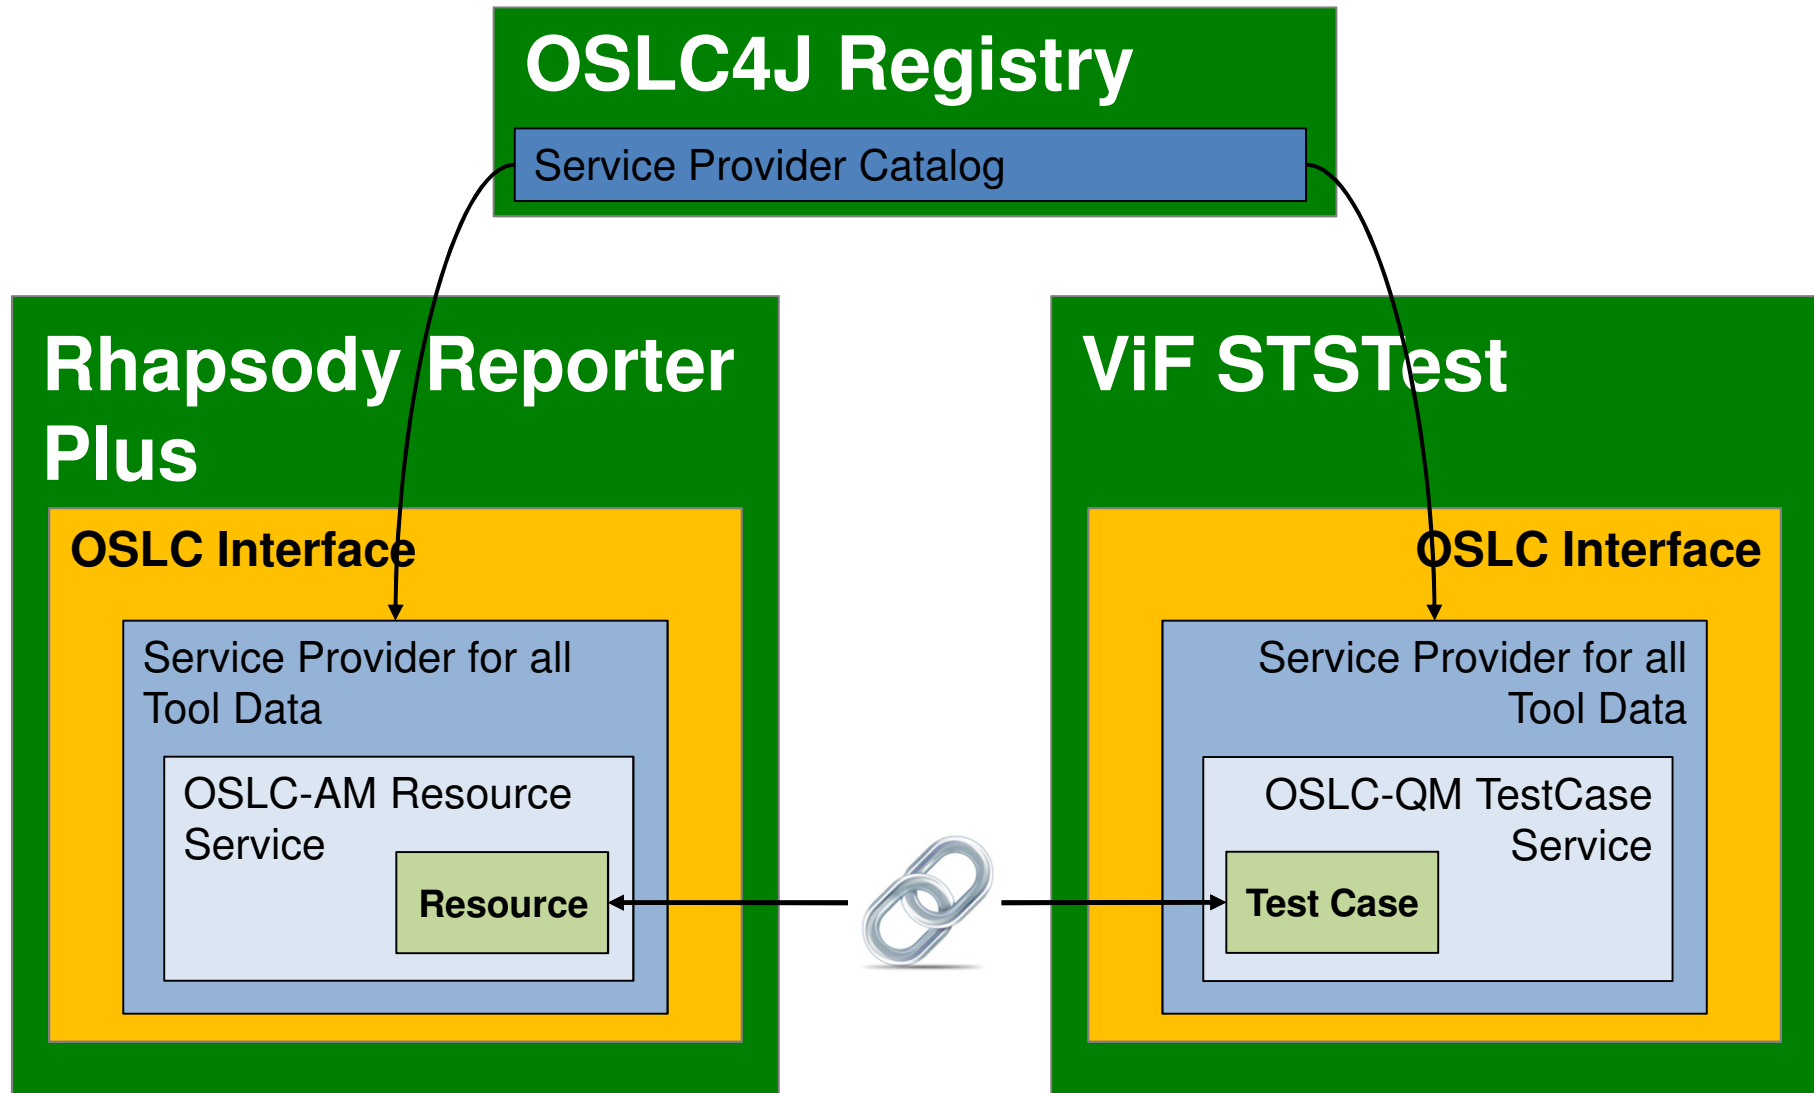 OSLC4J Registry
Service Provider Catalog
Rhapsody Reporter
Plus
OSLC Interface
Service Provider for all
Tool Data
OSLC-AM Resource
Service
Resource
ViF STSTest
OSLC Interface
Service Provider for all
Tool Data
OSLC-QM TestCase
Service
Test Case